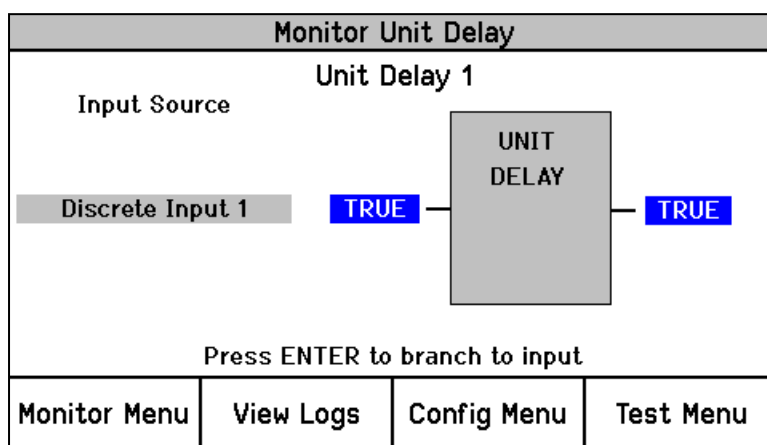 Monitor Unit Delay
Unit Delay 1
Input Source
UNIT
DELAY
Discrete Input 1 TRUE TRUE
Press ENTER to branch to input
Monitor Menu View Logs Config Menu Test Menu